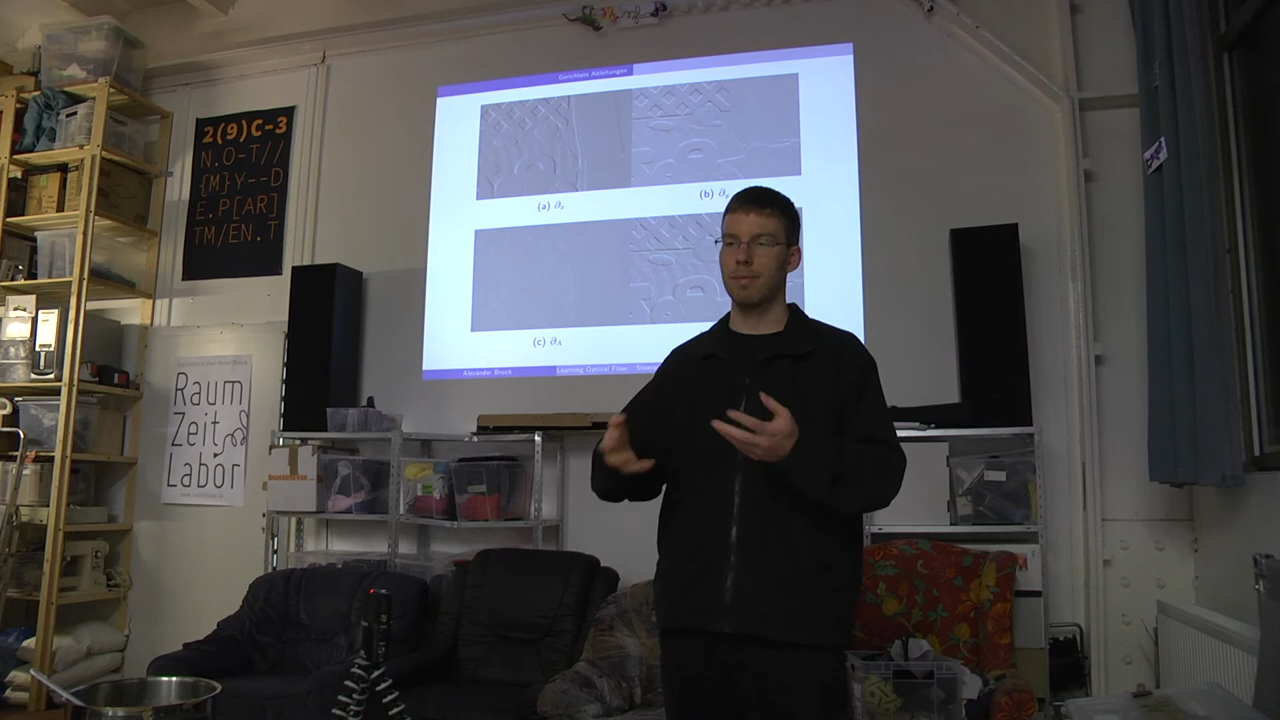 Gerichtete Ableitungen
(a) ∂ₓ
(b) ∂
(c) ∂
Alexander Brock
Learning Optical Flow:
2(9)C-3
N.O-T//
{M}Y--D
E.P[AR]
TM/EN.T
Raum
Zeit
Labor